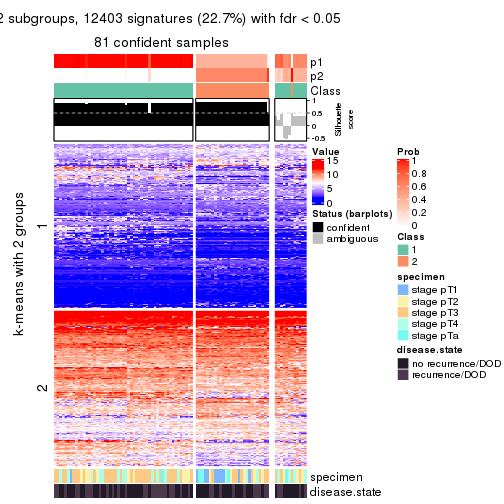 2 subgroups, 12403 signatures (22.7%) with fdr < 0.05
81 confident samples
p1
p2
Class
1
0.5
0
-0.5
Silhouette
score
k-means with 2 groups
1
2
specimen
disease.state
Value
15
10
5
0
Status (barplots)
confident
ambiguous
Prob
1
0.8
0.6
0.4
0.2
0
Class
1
2
specimen
stage pT1
stage pT2
stage pT3
stage pT4
stage pTa
disease.state
no recurrence/DOD
recurrence/DOD